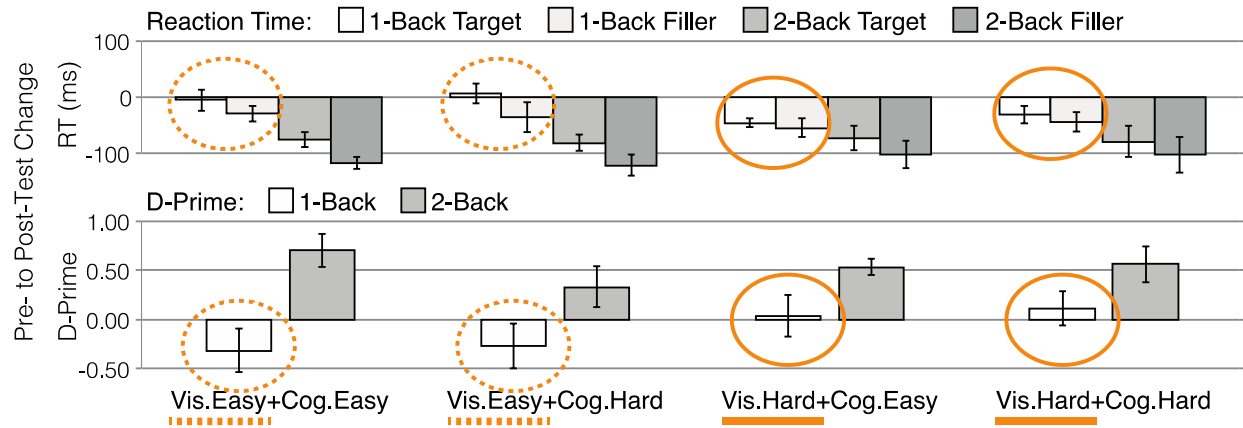 Reaction Time: 1-Back Target 1-Back Filler 2-Back Target 2-Back Filler
Pre- to Post-Test Change
RT (ms)
100
0
-100
D-Prime: 1-Back 2-Back
D-Prime
1.00
0.50
0.00
-0.50
Vis.Easy+Cog.Easy Vis.Easy+Cog.Hard Vis.Hard+Cog.Easy Vis.Hard+Cog.Hard